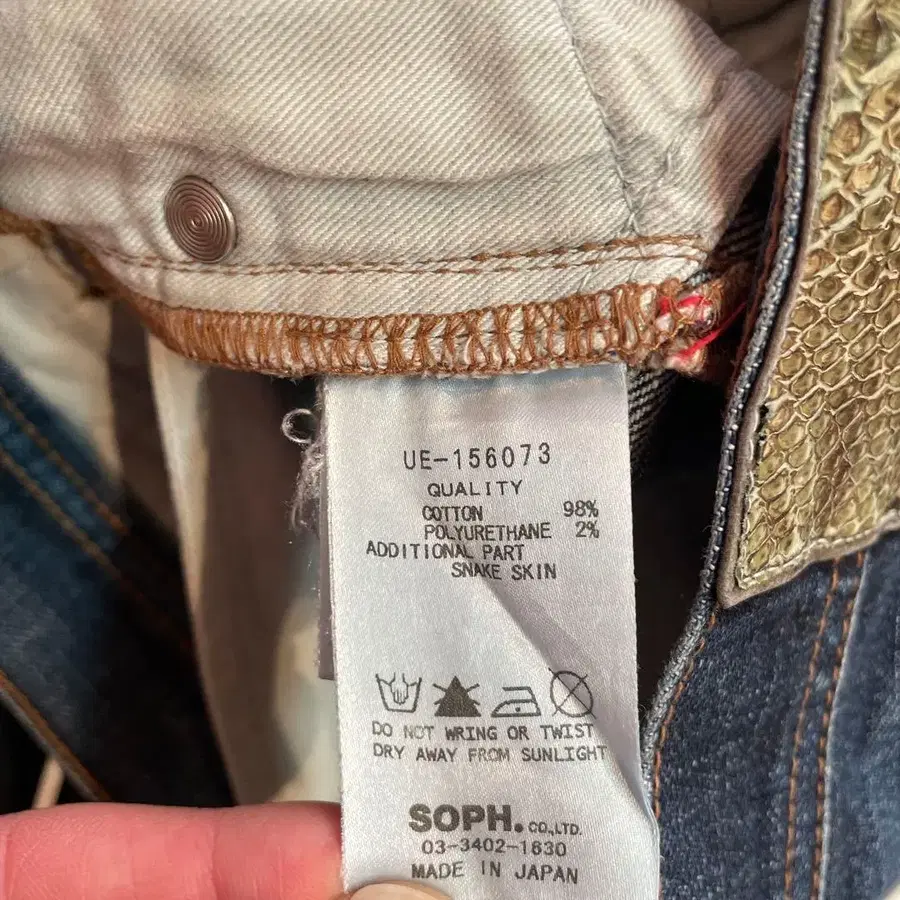 UE-156073
QUALITY
COTTON 98%
POLYURETHANE 2%
ADDITIONAL PART
SNAKE SKIN
DO NOT WRING OR TWIST
DRY AWAY FROM SUNLIGHT
SOPH. CO.,LTD.
03-3402-1630
MADE IN JAPAN